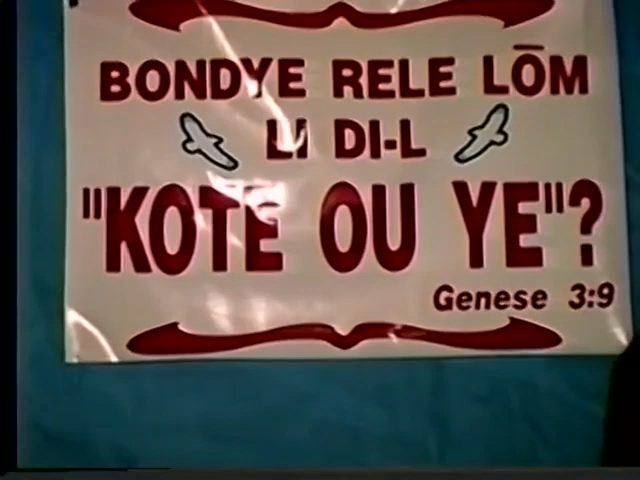 BONDYE RELE LŌM
LI DI-L
"KOTE OU YE"?
Genese 3:9